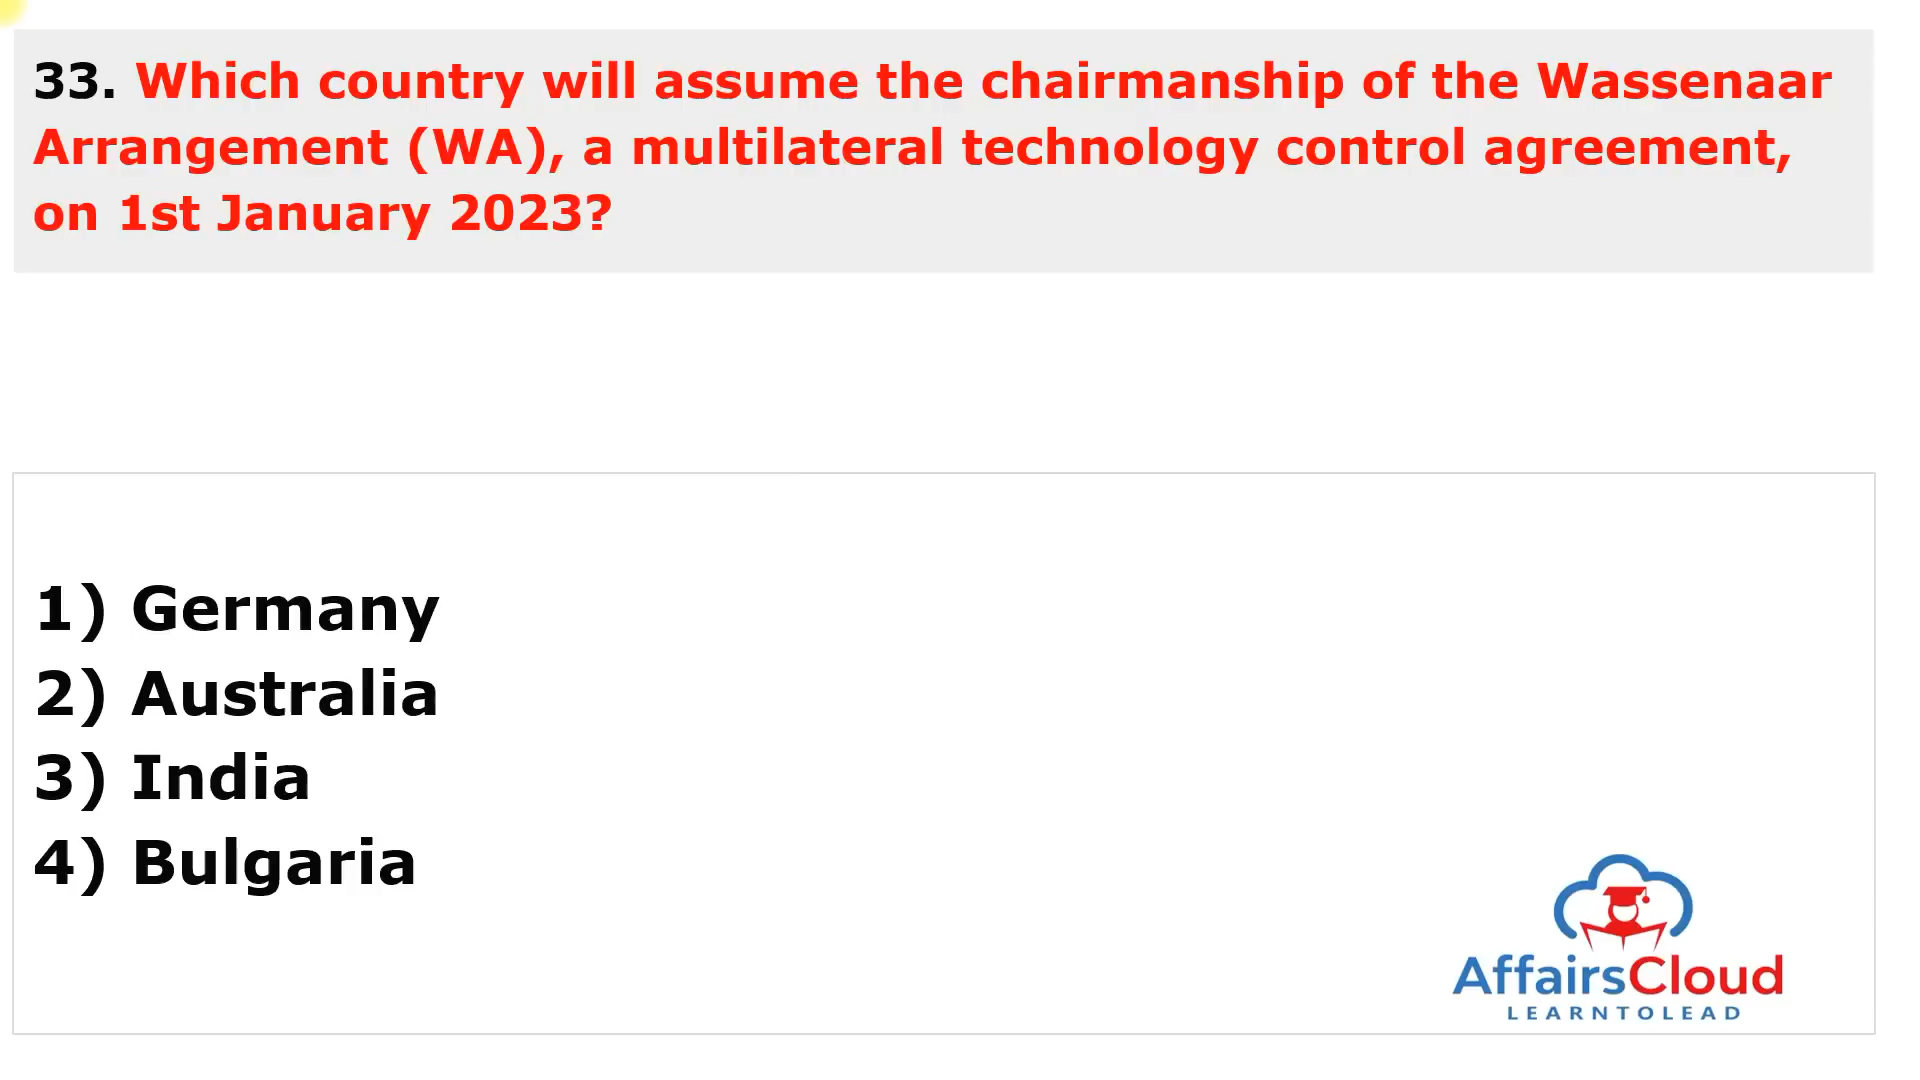 33. Which country will assume the chairmanship of the Wassenaar
Arrangement (WA), a multilateral technology control agreement,
on 1st January 2023?
1) Germany
2) Australia
3) India
4) Bulgaria
AffairsCloud
LEARNTOLEAD